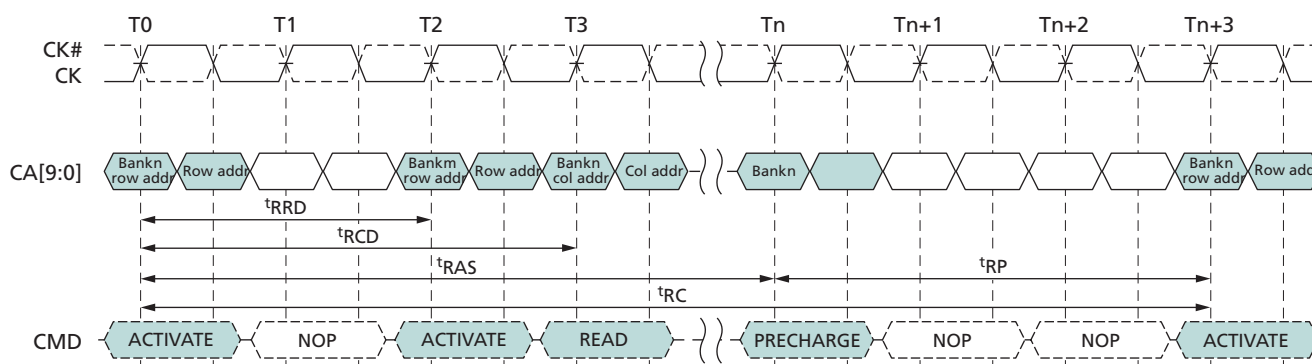 T0 T1 T2 T3 Tn Tn+1 Tn+2 Tn+3
CK#
CK
CA[9:0]
Bankn row addr
Row addr
Bankm row addr
Row addr
Bankn col addr
Col addr
Bankn
Bankn row addr
Row addr
tRRD
tRCD
tRAS tRP
tRC
CMD ACTIVATE NOP ACTIVATE READ PRECHARGE NOP NOP ACTIVATE